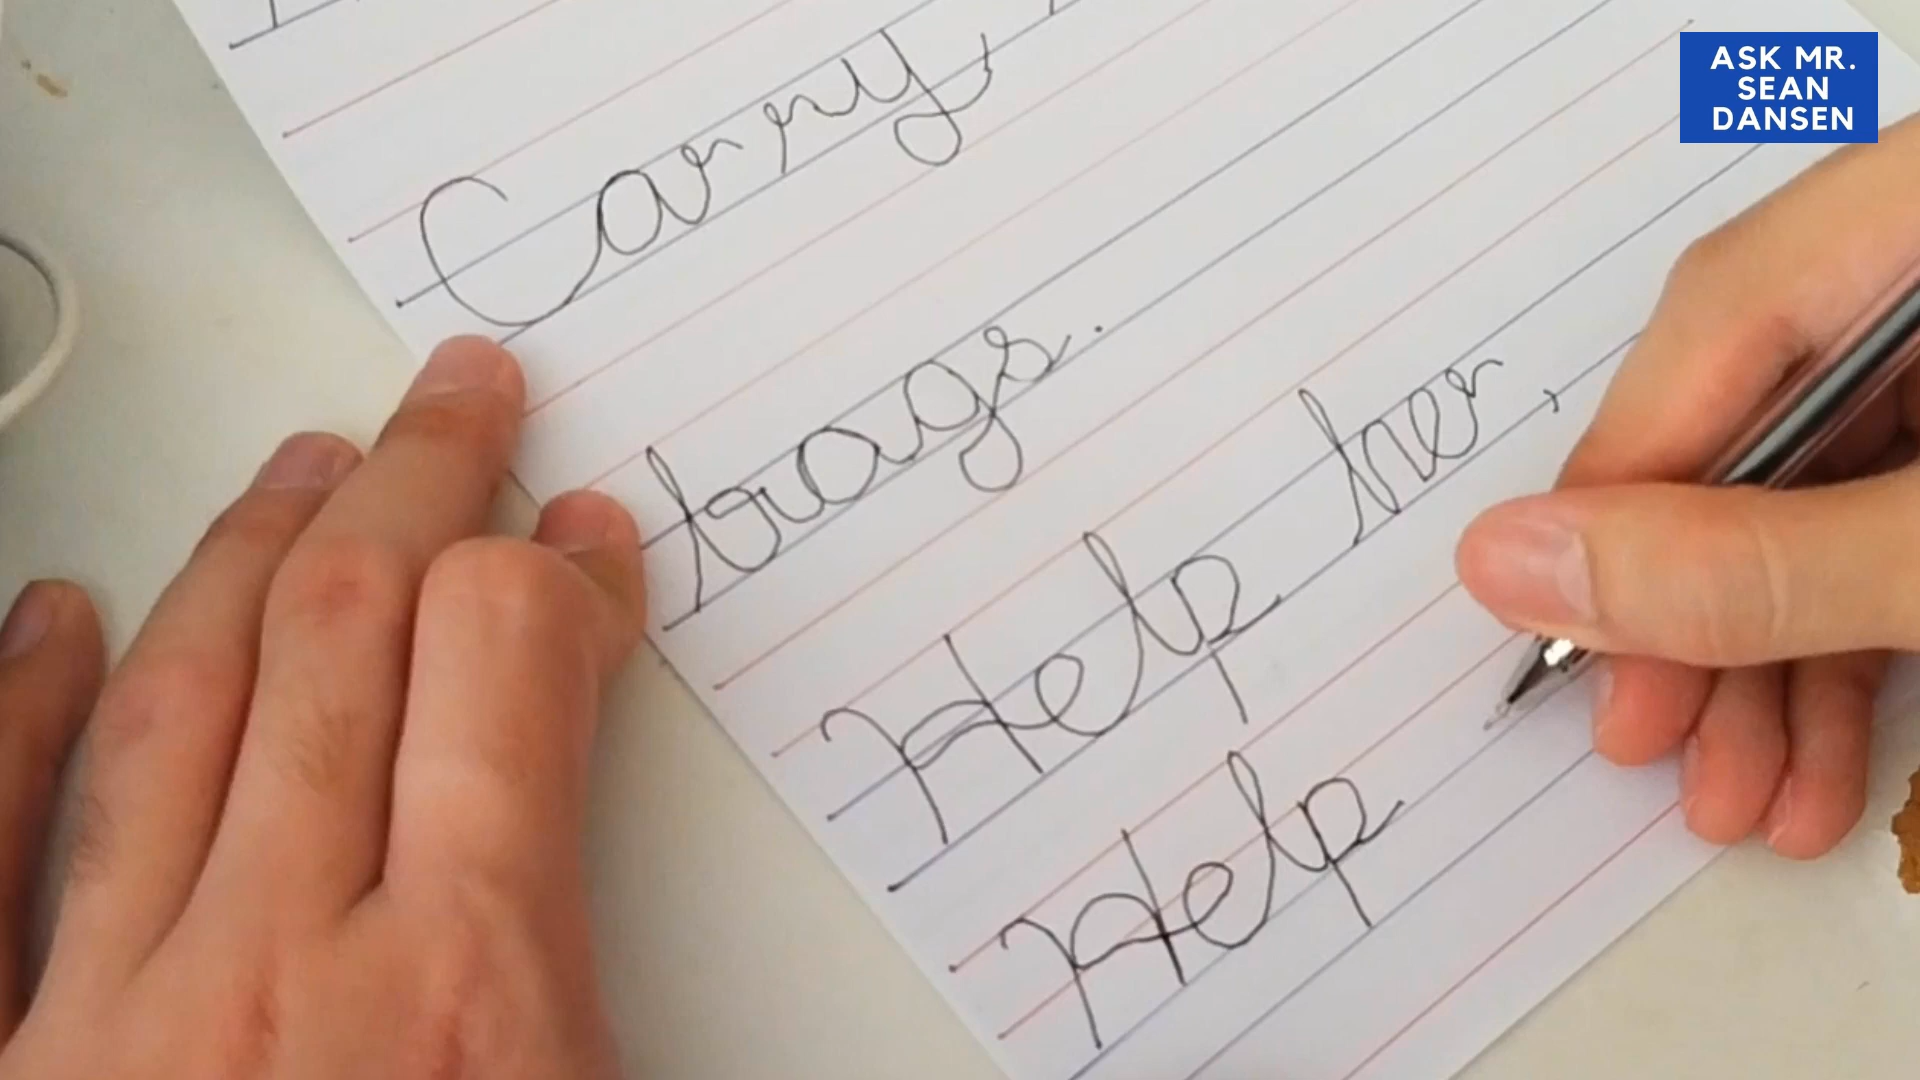 ASK MR.
SEAN
DANSEN
Carry,
bags.
Help her,
Help